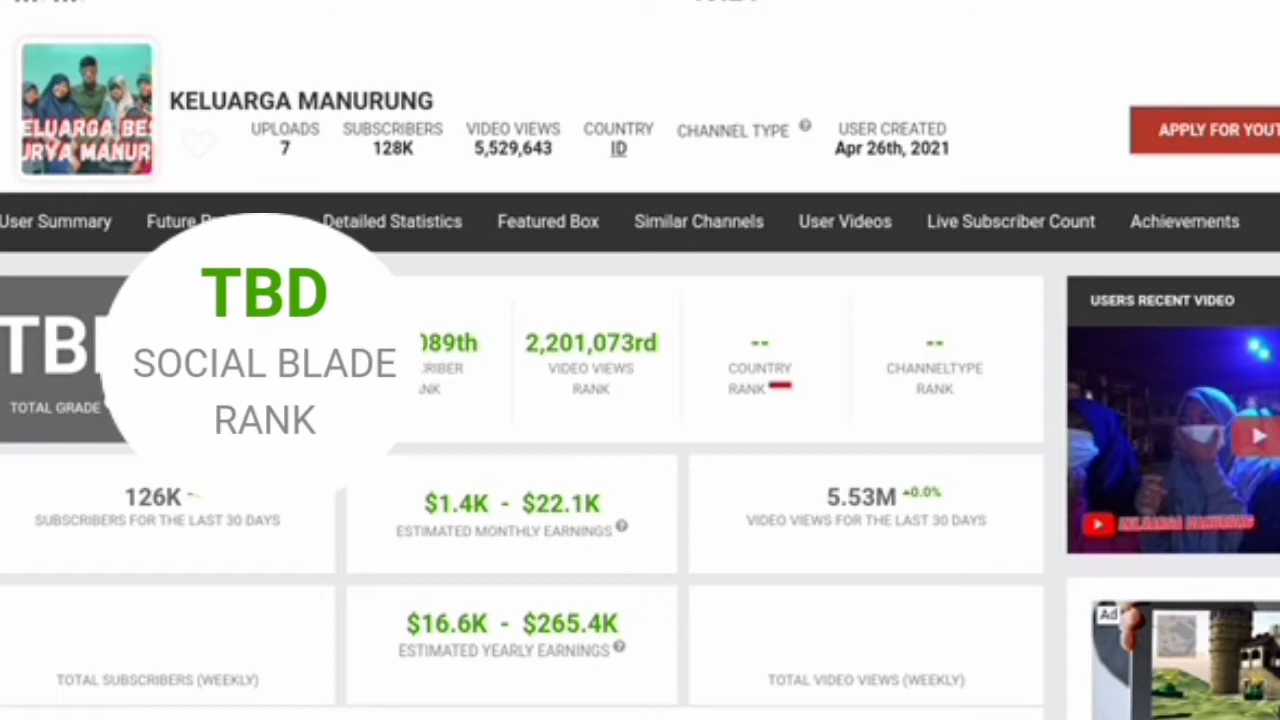 KELUARGA MANURUNG
UPLOADS
7
SUBSCRIBERS
128K
VIDEO VIEWS
5,529,643
COUNTRY
ID
CHANNEL TYPE
USER CREATED
Apr 26th, 2021
APPLY FOR
User Summary
Detailed Statistics
Featured Box
Similar Channels
User Videos
Live Subscriber Count
Achievements
TBD
SOCIAL BLADE
RANK
TOTAL GRADE
2,201,073rd
VIDEO VIEWS
RANK
--
COUNTRY
RANK
--
CHANNELTYPE
RANK
USERS RECENT VIDEO
KELUARGA MANURUNG
126K
SUBSCRIBERS FOR THE LAST 30 DAYS
$1.4K - $22.1K
ESTIMATED MONTHLY EARNINGS
5.53M 0.0%
VIDEO VIEWS FOR THE LAST 30 DAYS
TOTAL SUBSCRIBERS (WEEKLY)
$16.6K - $265.4K
ESTIMATED YEARLY EARNINGS
TOTAL VIDEO VIEWS (WEEKLY)
Ad